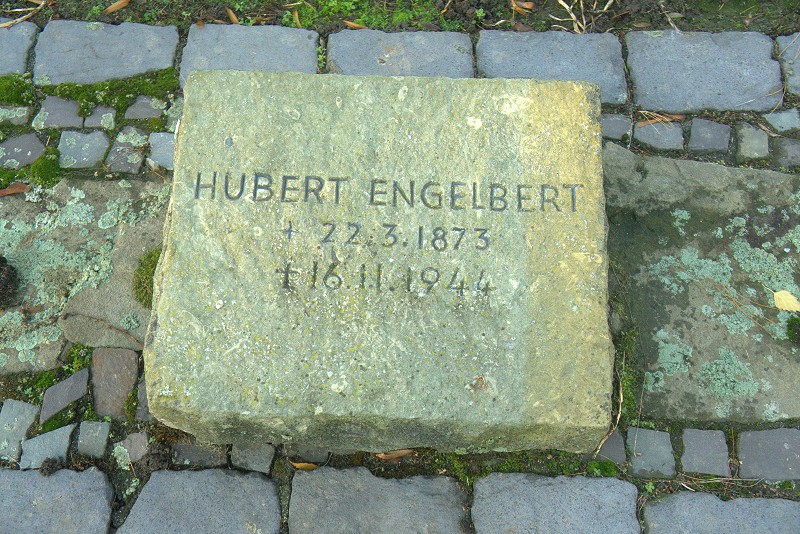 HUBERT ENGELBERT
+ 22.3.1873
† 16.11.1944